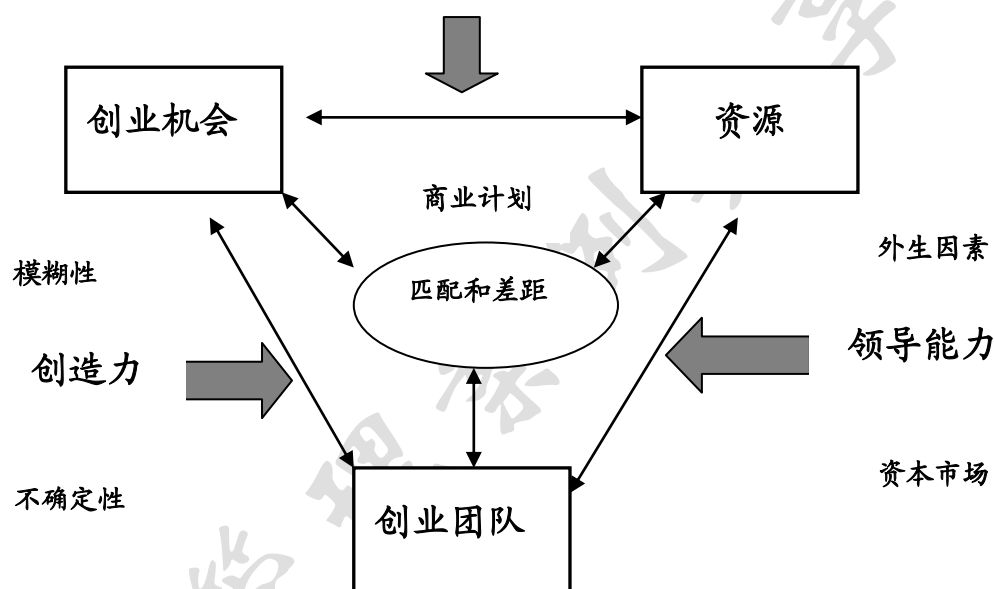 创业机会
资源
商业计划
外生因素
模糊性
匹配和差距
领导能力
创造力
资本市场
不确定性
创业团队